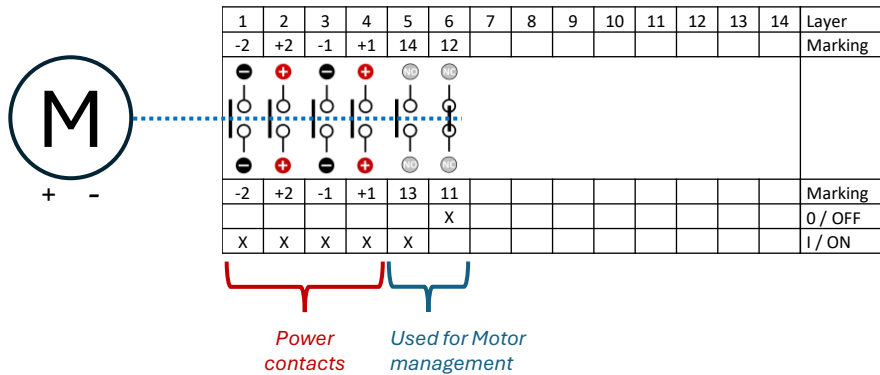 1 2 3 4 5 6 7 8 9 10 11 12 13 14 Layer
-2 +2 -1 +1 14 12 Marking
NO NC
M
NO NC
+ -
-2 +2 -1 +1 13 11 Marking
X 0 / OFF
X X X X X I / ON
Power
contacts
Used for Motor
management